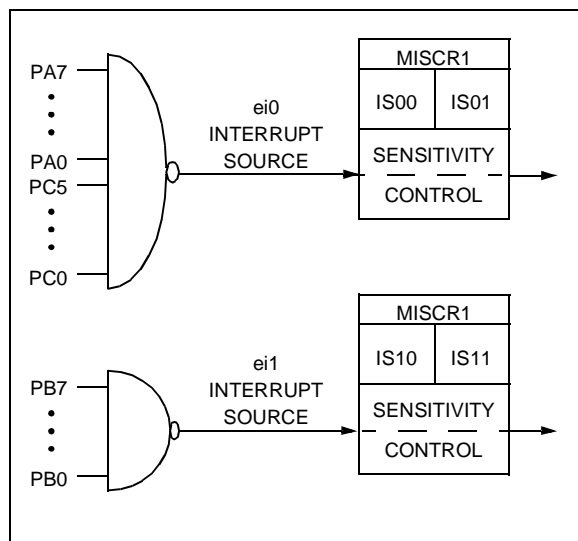 PA7
PA0
PC5
PC0
ei0
INTERRUPT
SOURCE
MISCR1
IS00 IS01
SENSITIVITY
CONTROL
PB7
PB0
ei1
INTERRUPT
SOURCE
MISCR1
IS10 IS11
SENSITIVITY
CONTROL